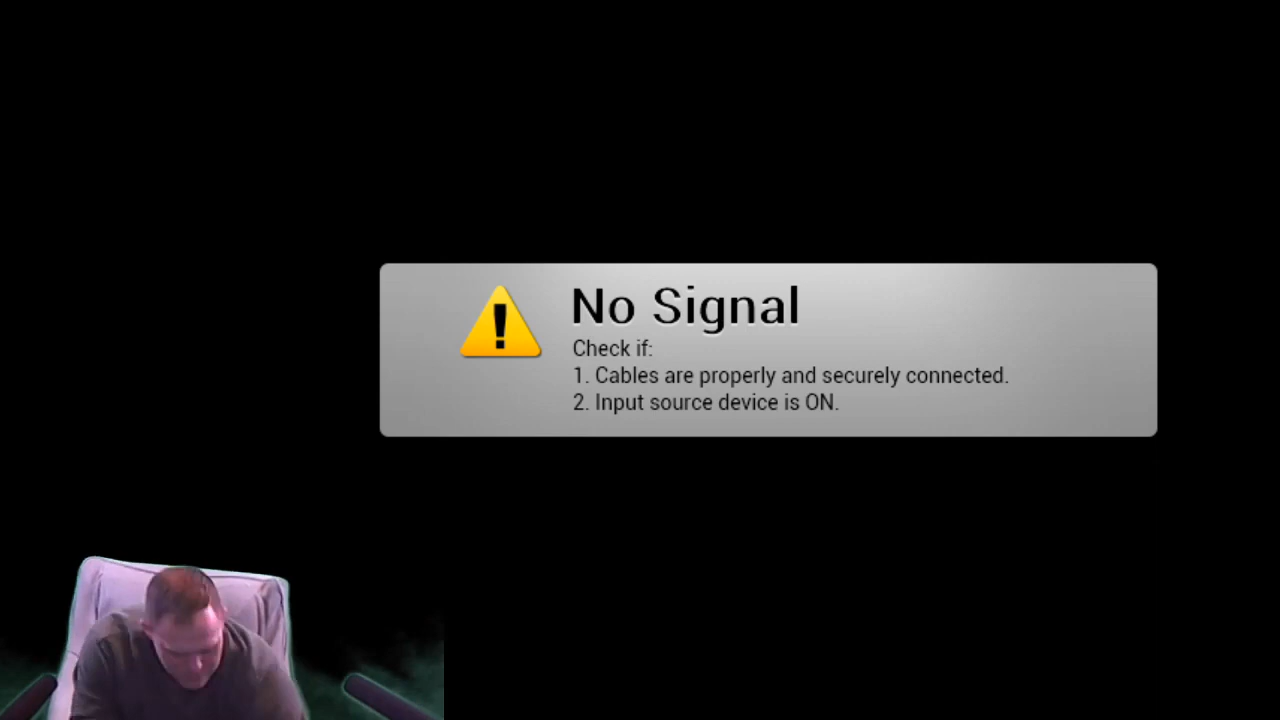 No Signal
Check if:
1. Cables are properly and securely connected.
2. Input source device is ON.